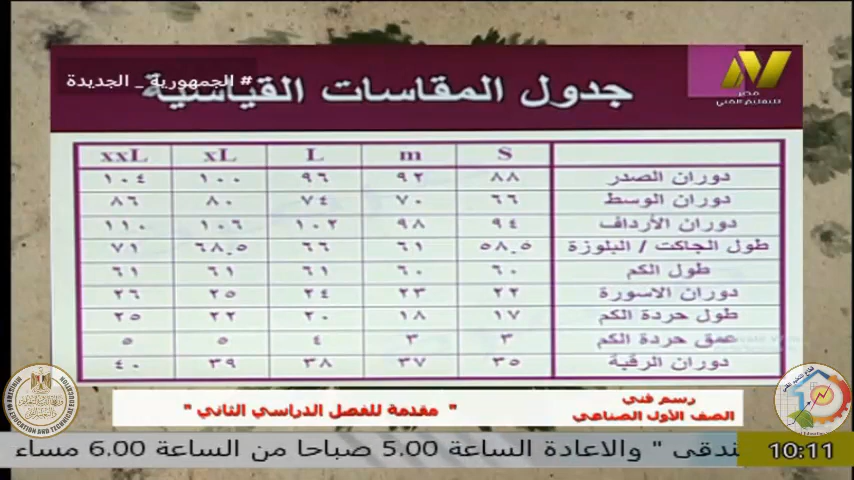 # الجمهورية _ الجديدة
جدول المقاسات القياسية
مصر
للتعليم الفني
S m L xL xxL
دوران الصدر ٨٨ ٩٢ ٩٦ ١٠٠ ١٠٤
دوران الوسط ٦٦ ٧٠ ٧٤ ٨٠ ٨٦
دوران الأرداف ٩٤ ٩٨ ١٠٢ ١٠٦ ١١٠
طول الجاكت / البلوزة ٥٨.٥ ٦١ ٦٦ ٦٨.٥ ٧١
طول الكم ٦٠ ٦٠ ٦١ ٦١ ٦١
دوران الاسورة ٢٢ ٢٣ ٢٤ ٢٥ ٢٦
طول حردة الكم ١٧ ١٨ ٢٠ ٢٢ ٢٥
عمق حردة الكم ٣ ٣ ٤ ٥ ٥
دوران الرقبة ٣٥ ٣٧ ٣٨ ٣٩ ٤٠
رسم فني
الصف الأول الصناعي
" مقدمة للفصل الدراسي الثاني "
10:11
ندقى " والاعادة الساعة 5.00 صباحا من الساعة 6.00 مساء